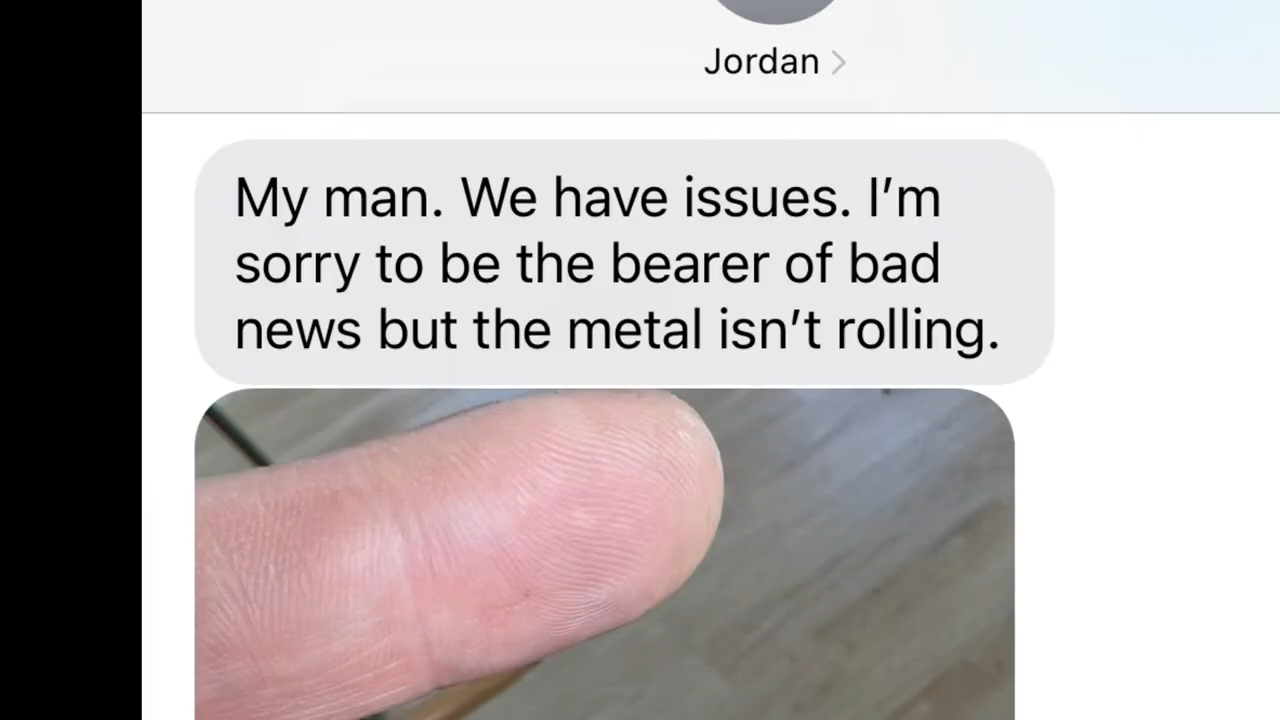 Jordan
My man. We have issues. I’m
sorry to be the bearer of bad
news but the metal isn’t rolling.